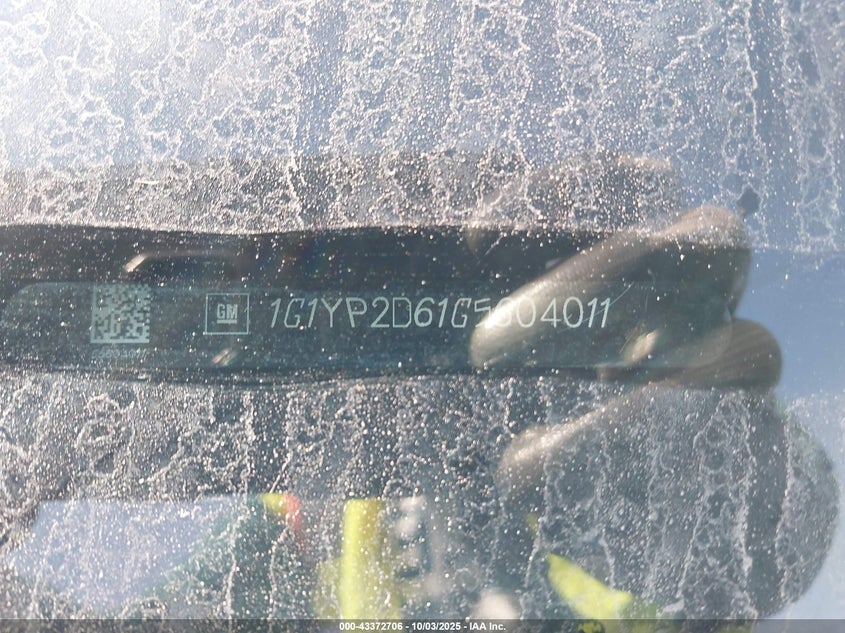 GM 1G1YP2D61G5604011
000-43372706 - 10/03/2025 - IAA Inc.